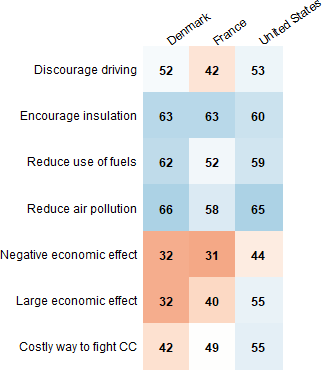 Denmark France United States
Discourage driving 52 42 53
Encourage insulation 63 63 60
Reduce use of fuels 62 52 59
Reduce air pollution 66 58 65
Negative economic effect 32 31 44
Large economic effect 32 40 55
Costly way to fight CC 42 49 55